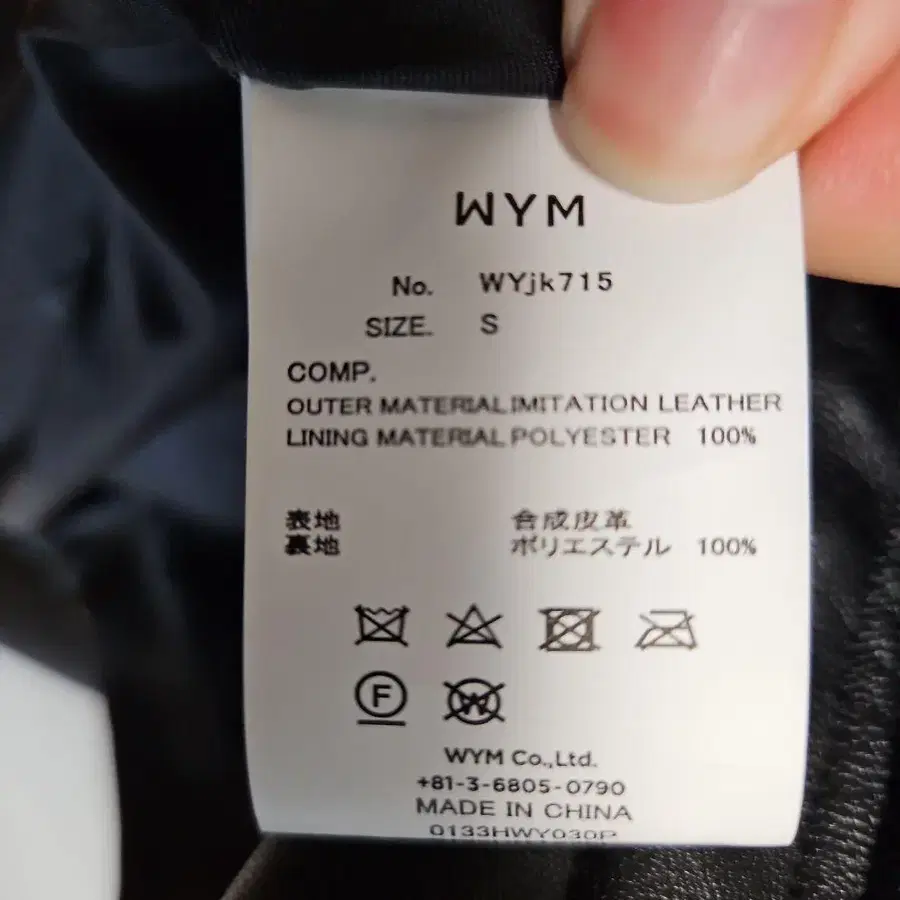 WYM
No. WYjk715
SIZE. S
COMP.
OUTER MATERIAL IMITATION LEATHER
LINING MATERIAL POLYESTER 100%
表地 合成皮革
裏地 ポリエステル 100%
F
W
WYM Co.,Ltd.
+81-3-6805-0790
MADE IN CHINA
0133HWY030P